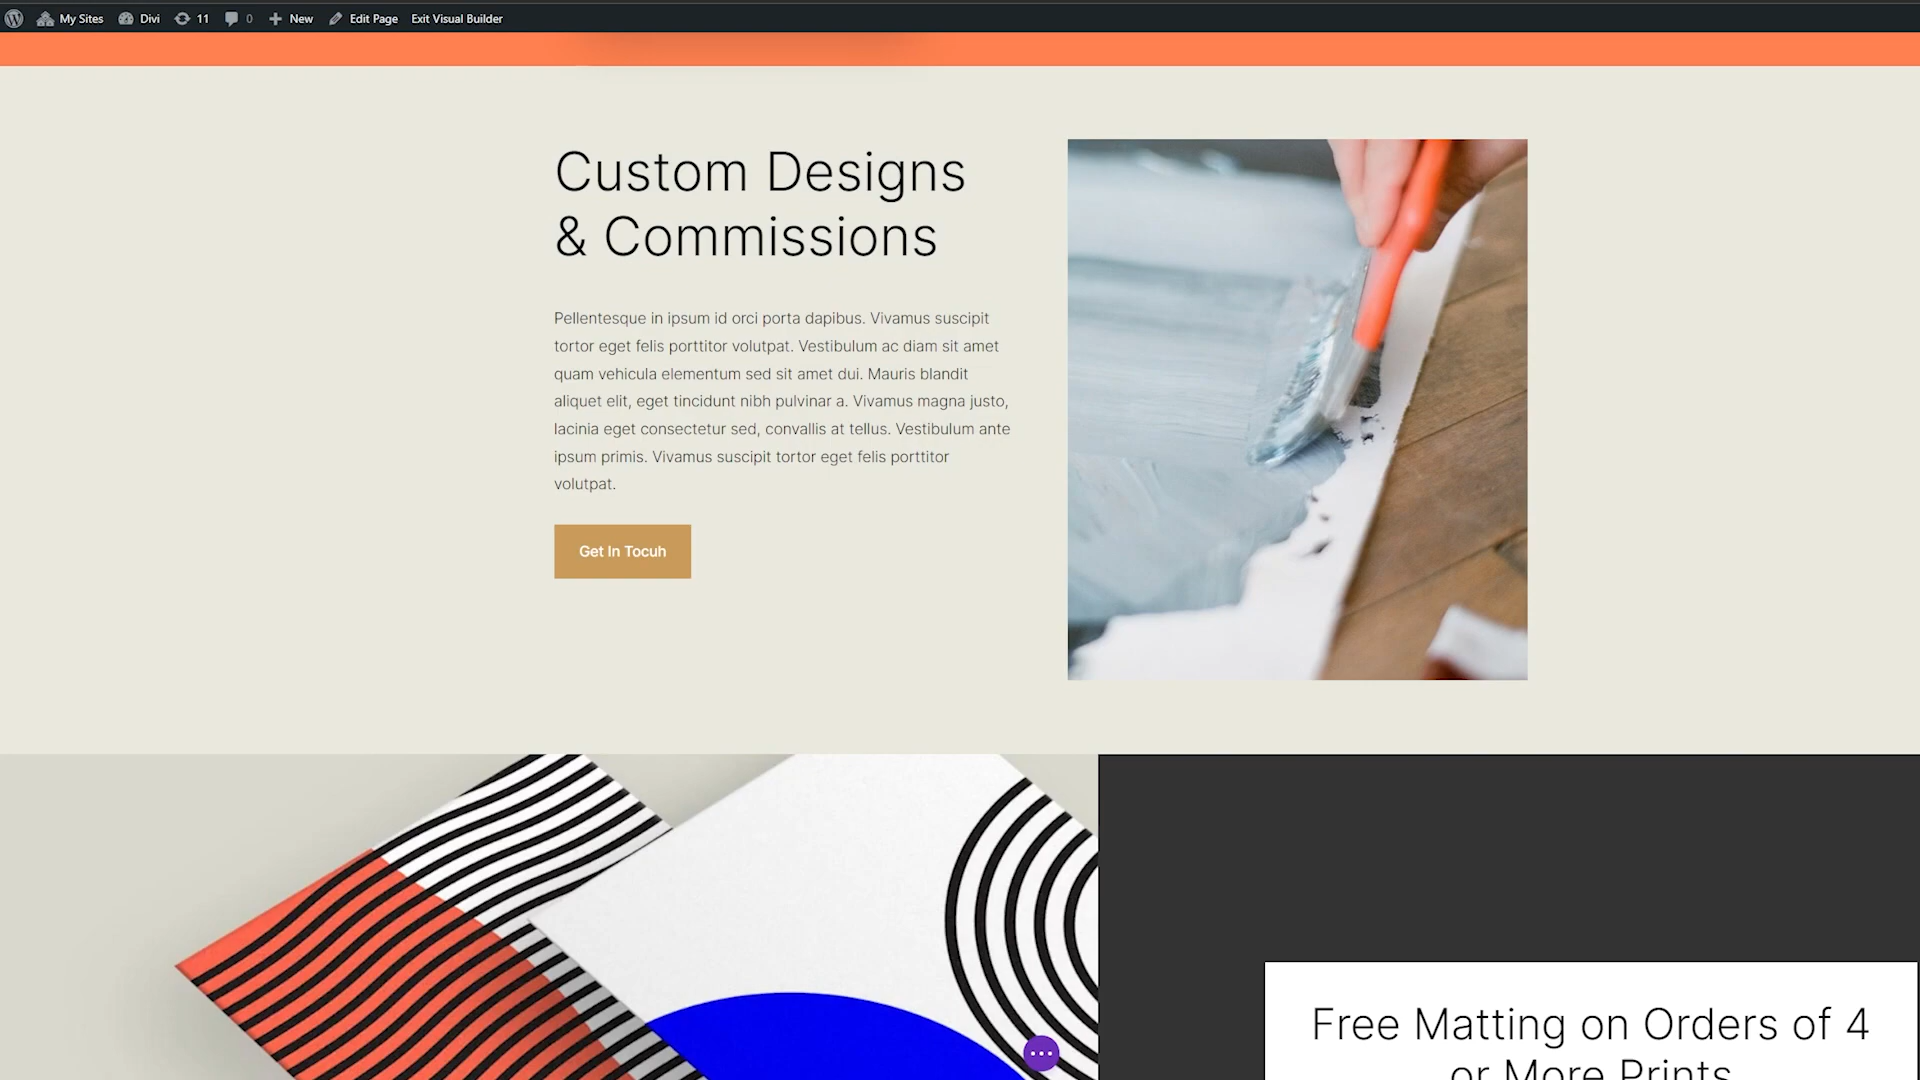 My Sites Divi 11 0 New Edit Page Exit Visual Builder
Custom Designs
& Commissions
Pellentesque in ipsum id orci porta dapibus. Vivamus suscipit
tortor eget felis porttitor volutpat. Vestibulum ac diam sit amet
quam vehicula elementum sed sit amet dui. Mauris blandit
aliquet elit, eget tincidunt nibh pulvinar a. Vivamus magna justo,
lacinia eget consectetur sed, convallis at tellus. Vestibulum ante
ipsum primis. Vivamus suscipit tortor eget felis porttitor
volutpat.
Get In Tocuh
Free Matting on Orders of 4
or More Prints